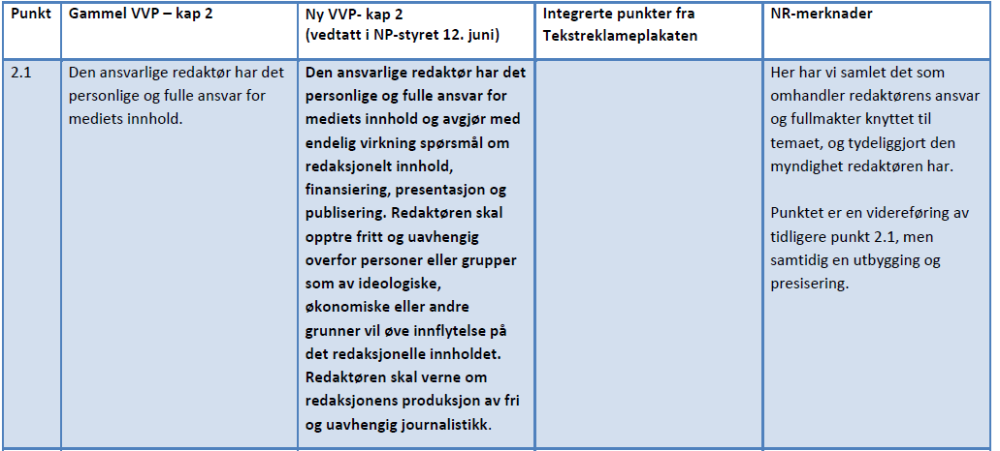 Punkt
Gammel VVP – kap 2
Ny VVP- kap 2
(vedtatt i NP-styret 12. juni)
Integrerte punkter fra
Tekstreklameplakaten
NR-merknader
2.1
Den ansvarlige redaktør har det
personlige og fulle ansvar for
mediets innhold.
Den ansvarlige redaktør har det
personlige og fulle ansvar for
mediets innhold og avgjør med
endelig virkning spørsmål om
redaksjonelt innhold,
finansiering, presentasjon og
publisering. Redaktøren skal
opptre fritt og uavhengig
overfor personer eller grupper
som av ideologiske,
økonomiske eller andre
grunner vil øve innflytelse på
det redaksjonelle innholdet.
Redaktøren skal verne om
redaksjonens produksjon av fri
og uavhengig journalistikk.
Her har vi samlet det som
omhandler redaktørens ansvar
og fullmakter knyttet til
temaet, og tydeliggjort den
myndighet redaktøren har.
Punktet er en videreføring av
tidligere punkt 2.1, men
samtidig en utbygging og
presisering.